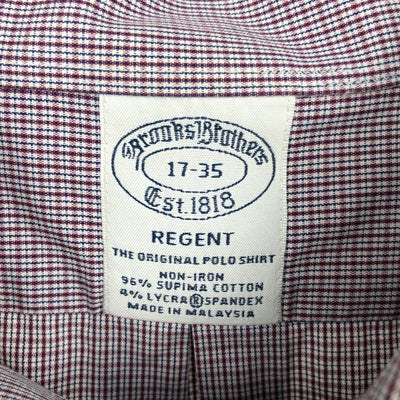 Brooks Brothers
17-35
Est. 1818
REGENT
THE ORIGINAL POLO SHIRT
NON-IRON
96% SUPIMA COTTON
4% LYCRA® SPANDEX
MADE IN MALAYSIA